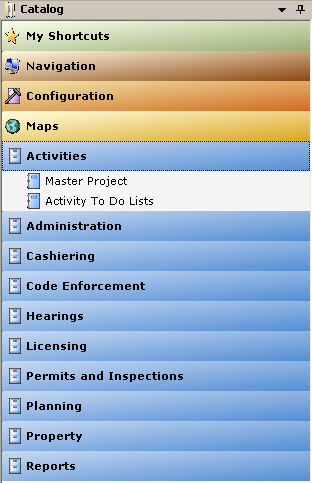 Catalog
My Shortcuts
Navigation
Configuration
Maps
Activities
Master Project
Activity To Do Lists
Administration
Cashiering
Code Enforcement
Hearings
Licensing
Permits and Inspections
Planning
Property
Reports